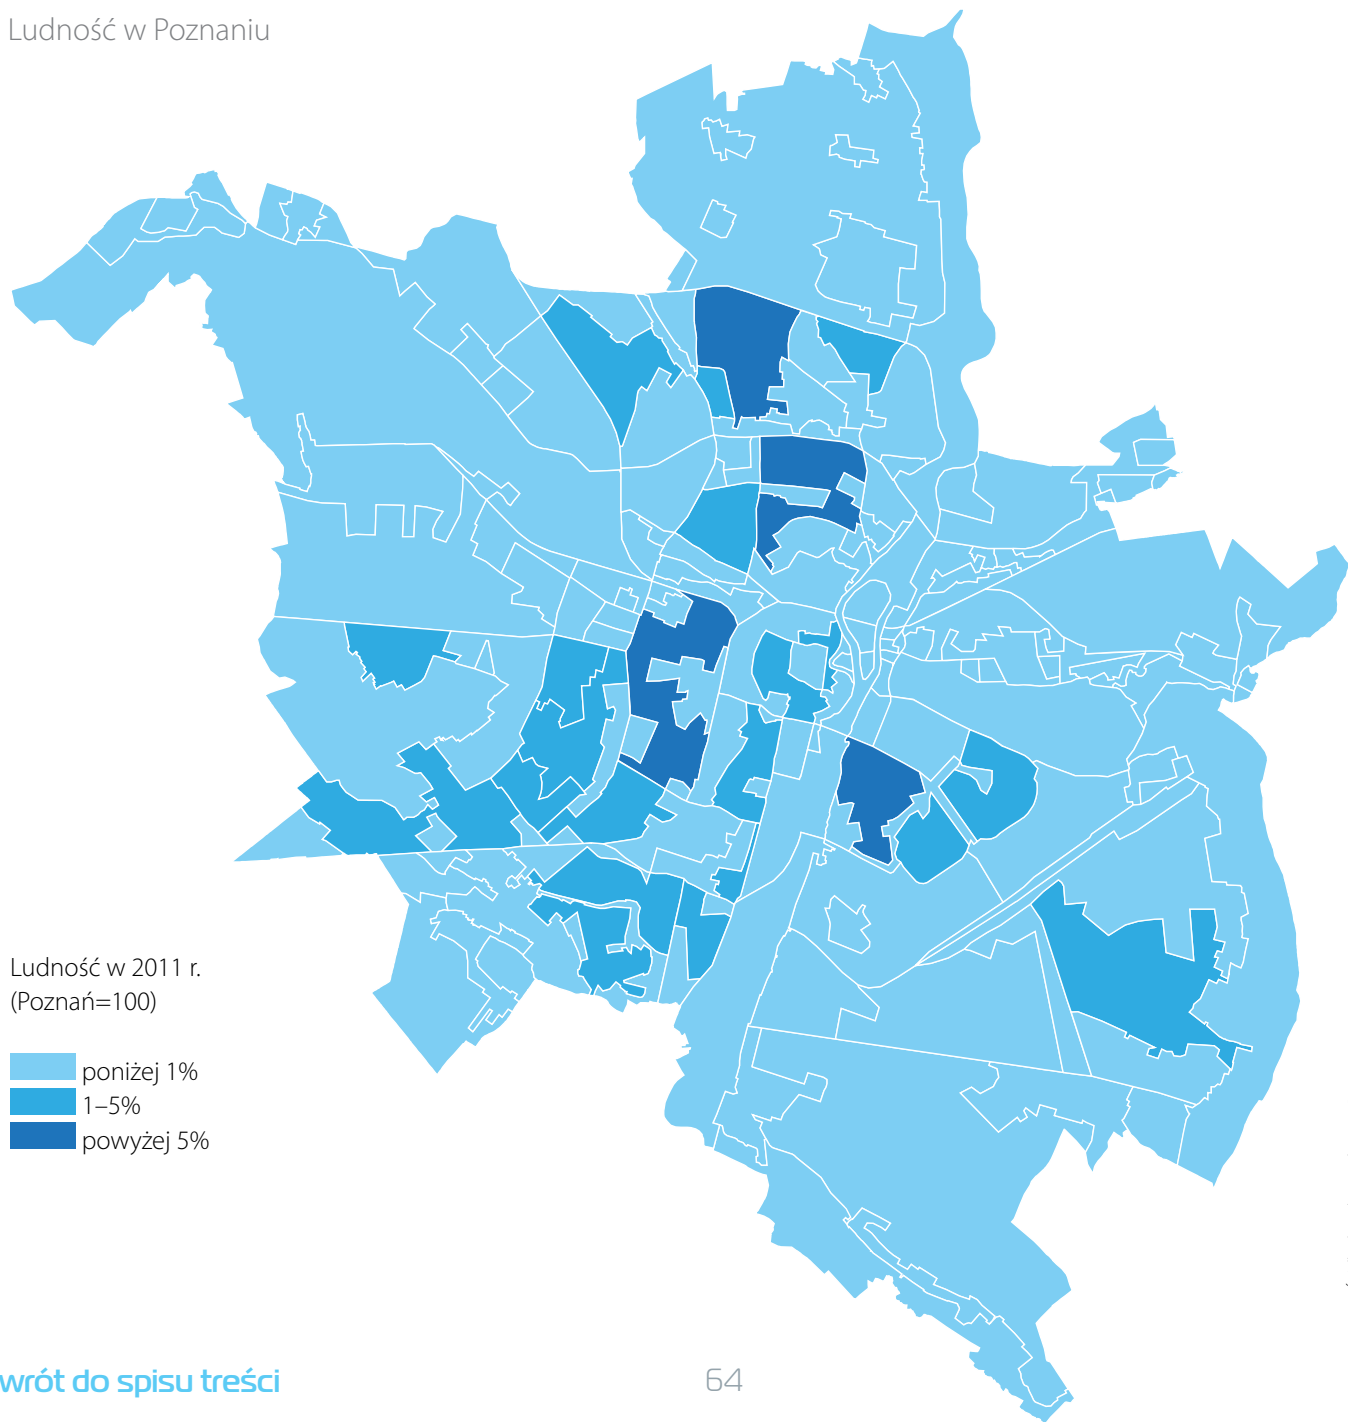 Ludność w Poznaniu
Ludność w 2011 r.
(Poznań=100)
poniżej 1%
1–5%
powyżej 5%
wrót do spisu treści
64